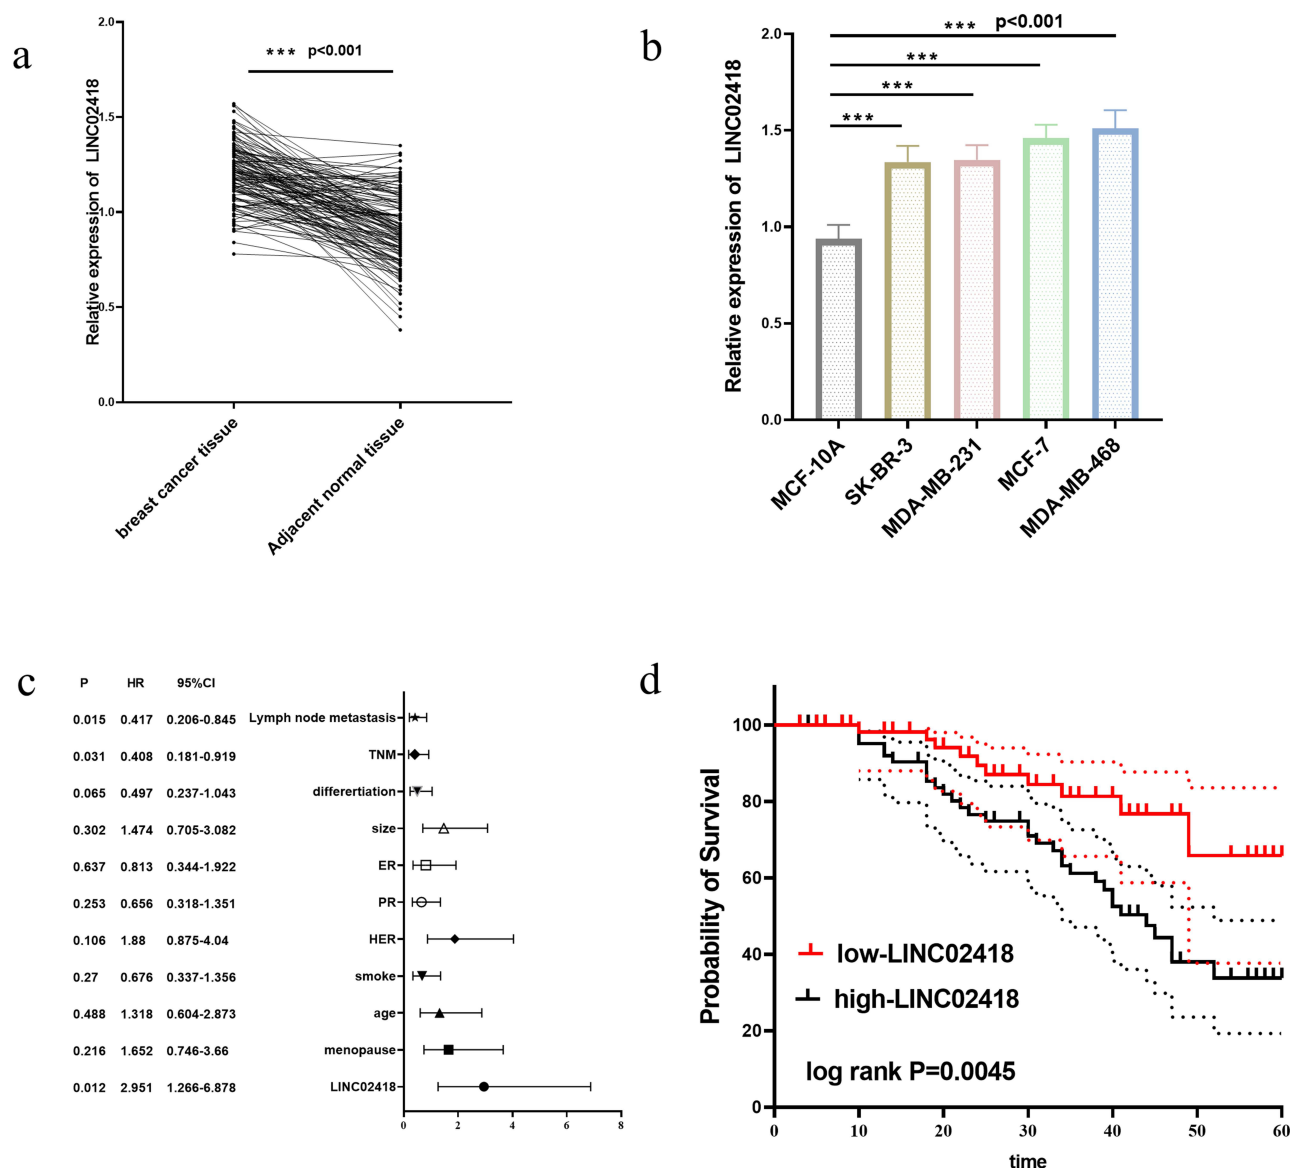 a
Relative expression of LINC02418
2.0
1.5
1.0
0.5
0.0
*** p<0.001
breast cancer tissue
Adjacent normal tissue
b
Relative expression of LINC02418
2.0
1.5
1.0
0.5
0.0
*** p<0.001
***
***
***
MCF-10A
SK-BR-3
MDA-MB-231
MCF-7
MDA-MB-468
c
P HR 95%CI
0.015 0.417 0.206-0.845 Lymph node metastasis
0.031 0.408 0.181-0.919 TNM
0.065 0.497 0.237-1.043 differertiation
0.302 1.474 0.705-3.082 size
0.637 0.813 0.344-1.922 ER
0.253 0.656 0.318-1.351 PR
0.106 1.88 0.875-4.04 HER
0.27 0.676 0.337-1.356 smoke
0.488 1.318 0.604-2.873 age
0.216 1.652 0.746-3.66 menopause
0.012 2.951 1.266-6.878 LINC02418
0 2 4 6 8
d
Probability of Survival
100
80
60
40
20
0
low-LINC02418
high-LINC02418
log rank P=0.0045
0 10 20 30 40 50 60
time